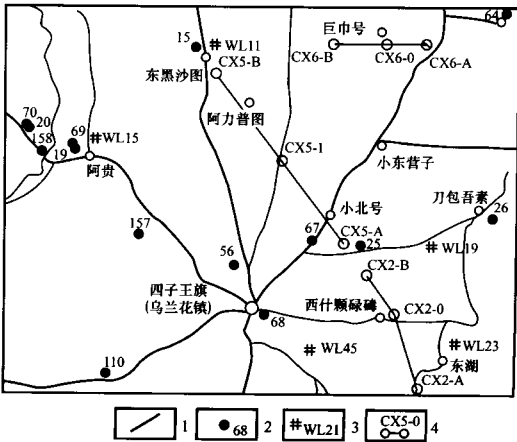 64
15
WL11
东黑沙图
CX5-B
巨巾号
CX6-B
CX6-0
CX6-A
阿力普图
70
20
158
19
69
WL15
阿贵
CX5-1
小东营子
刀包吾素
26
小北号
67
CX5-A
25
WL19
157
56
CX2-B
四子王旗
(乌兰花镇)
68
西什颗碌碡
CX2-0
WL45
WL23
东湖
CX2-A
110
1
68
2
WL21
3
CX5-0
4